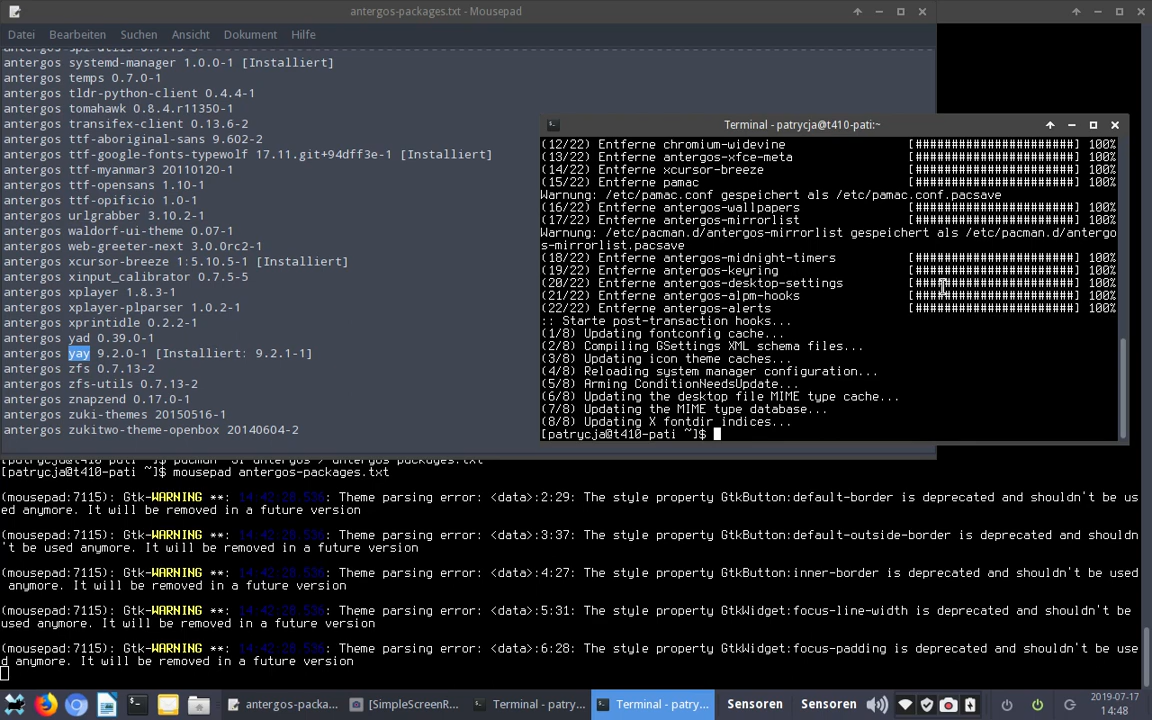 antergos-packages.txt - Mousepad
Datei Bearbeiten Suchen Ansicht Dokument Hilfe
antergos systemd-manager 1.0.0-1 [Installiert]
antergos temps 0.7.0-1
antergos tldr-python-client 0.4.4-1
antergos tomahawk 0.8.4.r11350-1
antergos transifex-client 0.13.6-2
antergos ttf-aboriginal-sans 9.602-2
antergos ttf-google-fonts-typewolf 17.11.git+94dff3e-1 [Installiert]
antergos ttf-myanmar3 20110120-1
antergos ttf-opensans 1.10-1
antergos ttf-opificio 1.0-1
antergos urlgrabber 3.10.2-1
antergos waldorf-ui-theme 0.07-1
antergos web-greeter-next 3.0.0rc2-1
antergos xcursor-breeze 1:5.10.5-1 [Installiert]
antergos xinput_calibrator 0.7.5-5
antergos xplayer 1.8.3-1
antergos xplayer-plparser 1.0.2-1
antergos xprintidle 0.2.2-1
antergos yad 0.39.0-1
antergos yay 9.2.0-1 [Installiert: 9.2.1-1]
antergos zfs 0.7.13-2
antergos zfs-utils 0.7.13-2
antergos znapzend 0.17.0-1
antergos zuki-themes 20150516-1
antergos zukitwo-theme-openbox 20140604-2
Terminal - patrycja@t410-pati:~
(12/22) Entferne chromium-widevine [######################] 100%
(13/22) Entferne antergos-xfce-meta [######################] 100%
(14/22) Entferne xcursor-breeze [######################] 100%
(15/22) Entferne pamac [######################] 100%
Warnung: /etc/pamac.conf gespeichert als /etc/pamac.conf.pacsave
(16/22) Entferne antergos-wallpapers [######################] 100%
(17/22) Entferne antergos-mirrorlist [######################] 100%
Warnung: /etc/pacman.d/antergos-mirrorlist gespeichert als /etc/pacman.d/antergo
s-mirrorlist.pacsave
(18/22) Entferne antergos-midnight-timers [######################] 100%
(19/22) Entferne antergos-keyring [######################] 100%
(20/22) Entferne antergos-desktop-settings [######################] 100%
(21/22) Entferne antergos-alpm-hooks [######################] 100%
(22/22) Entferne antergos-alerts [######################] 100%
:: Starte post-transaction hooks...
(1/8) Updating fontconfig cache...
(2/8) Compiling GSettings XML schema files...
(3/8) Updating icon theme caches...
(4/8) Reloading system manager configuration...
(5/8) Arming ConditionNeedsUpdate...
(6/8) Updating the desktop file MIME type cache...
(7/8) Updating the MIME type database...
(8/8) Updating X fontdir indices...
[patrycja@t410-pati ~]$
[patrycja@t410-pati ~]$ mousepad antergos-packages.txt
(mousepad:7115): Gtk-WARNING **: 14:42:28.536: Theme parsing error: <data>:2:29: The style property GtkButton:default-border is deprecated and shouldn't be us
ed anymore. It will be removed in a future version
(mousepad:7115): Gtk-WARNING **: 14:42:28.536: Theme parsing error: <data>:3:37: The style property GtkButton:default-outside-border is deprecated and shouldn
't be used anymore. It will be removed in a future version
(mousepad:7115): Gtk-WARNING **: 14:42:28.536: Theme parsing error: <data>:4:27: The style property GtkButton:inner-border is deprecated and shouldn't be used
anymore. It will be removed in a future version
(mousepad:7115): Gtk-WARNING **: 14:42:28.536: Theme parsing error: <data>:5:31: The style property GtkWidget:focus-line-width is deprecated and shouldn't be
used anymore. It will be removed in a future version
(mousepad:7115): Gtk-WARNING **: 14:42:28.536: Theme parsing error: <data>:6:28: The style property GtkWidget:focus-padding is deprecated and shouldn't be use
d anymore. It will be removed in a future version
antergos-packa... [SimpleScreenR... Terminal - patry... Terminal - patry... Sensoren Sensoren 2019-07-17
14:48